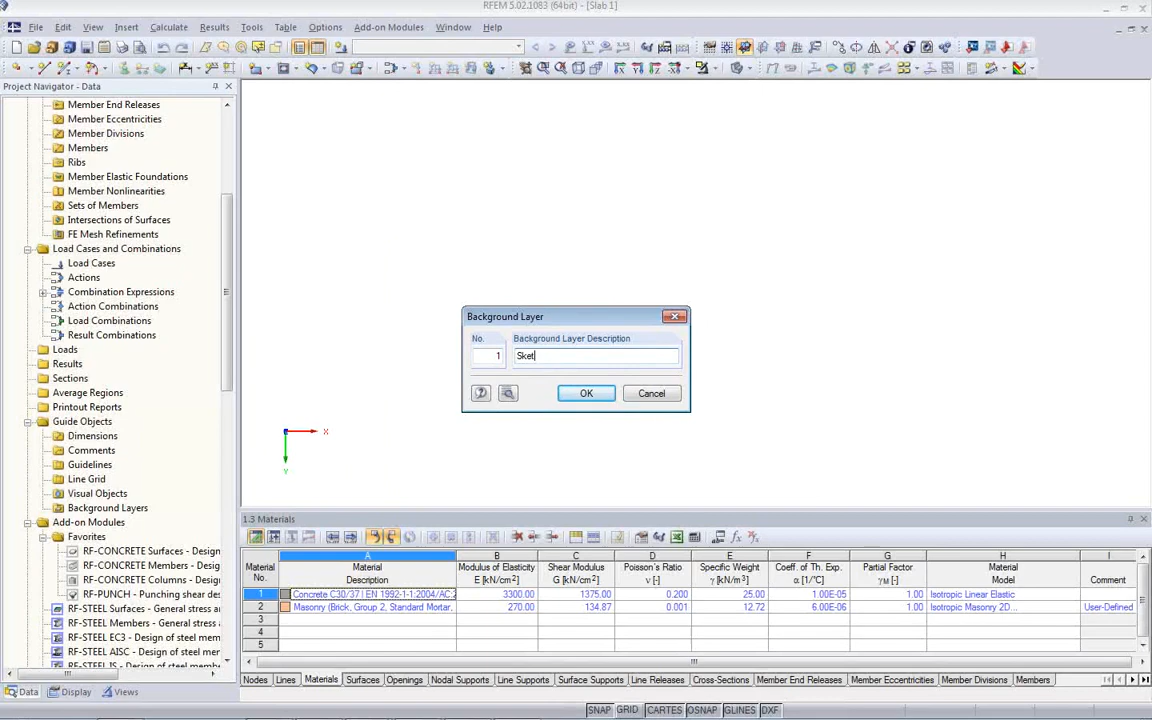 RFEM 5.02.1083 (64bit) - [Slab 1]
File Edit View Insert Calculate Results Tools Table Options Add-on Modules Window Help
Project Navigator - Data
Member End Releases
Member Eccentricities
Member Divisions
Members
Ribs
Member Elastic Foundations
Member Nonlinearities
Sets of Members
Intersections of Surfaces
FE Mesh Refinements
Load Cases and Combinations
Load Cases
Actions
Combination Expressions
Action Combinations
Load Combinations
Result Combinations
Loads
Results
Sections
Average Regions
Printout Reports
Guide Objects
Dimensions
Comments
Guidelines
Line Grid
Visual Objects
Background Layers
Add-on Modules
Favorites
RF-CONCRETE Surfaces - Design
RF-CONCRETE Members - Design
RF-CONCRETE Columns - Design
RF-PUNCH - Punching shear des
RF-STEEL Surfaces - General stress a
RF-STEEL Members - General stress
RF-STEEL EC3 - Design of steel mem
RF-STEEL AISC - Design of steel me
RF-STEEL IS - Design of steel membe
Data Display Views
Background Layer
No. Background Layer Description
1 Sket
OK Cancel
X
Y
1.3 Materials
A B C D E F G H I
Material Material Modulus of Elasticity Shear Modulus Poisson's Ratio Specific Weight Coeff. of Th. Exp. Partial Factor Material
No. Description E [kN/cm²] G [kN/cm²] ν [-] γ [kN/m³] α [1/°C] γM [-] Model Comment
1 Concrete C30/37 | EN 1992-1-1:2004/AC:2 3300.00 1375.00 0.200 25.00 1.00E-05 1.00 Isotropic Linear Elastic
2 Masonry (Brick, Group 2, Standard Mortar, 270.00 134.87 0.001 12.72 6.00E-06 1.00 Isotropic Masonry 2D... User-Defined
3
4
5
Nodes Lines Materials Surfaces Openings Nodal Supports Line Supports Surface Supports Line Releases Cross-Sections Member End Releases Member Eccentricities Member Divisions Members
SNAP GRID CARTES OSNAP GLINES DXF